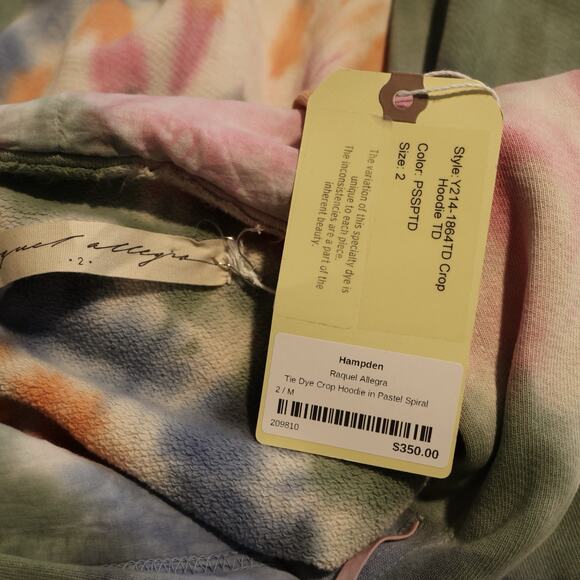 Style: Y214-1864TD Crop
Hoodie TD
Color: PSSPTD
Size: 2
The variation of this specialty dye is
unique to each piece.
The inconsistencies are a part of the
inherent beauty.
Hampden
Raquel Allegra
Tie Dye Crop Hoodie in Pastel Spiral
2 / M
209810
$350.00
allegra
.2.